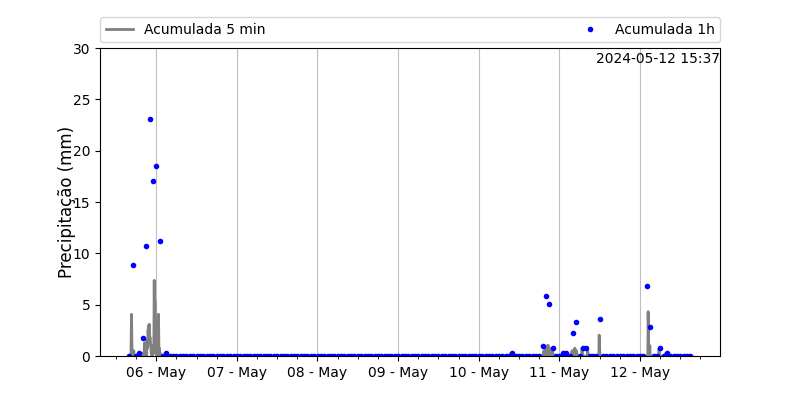 Acumulada 5 min
Acumulada 1h
2024-05-12 15:37
Precipitação (mm)
30
25
20
15
10
5
0
06 - May
07 - May
08 - May
09 - May
10 - May
11 - May
12 - May